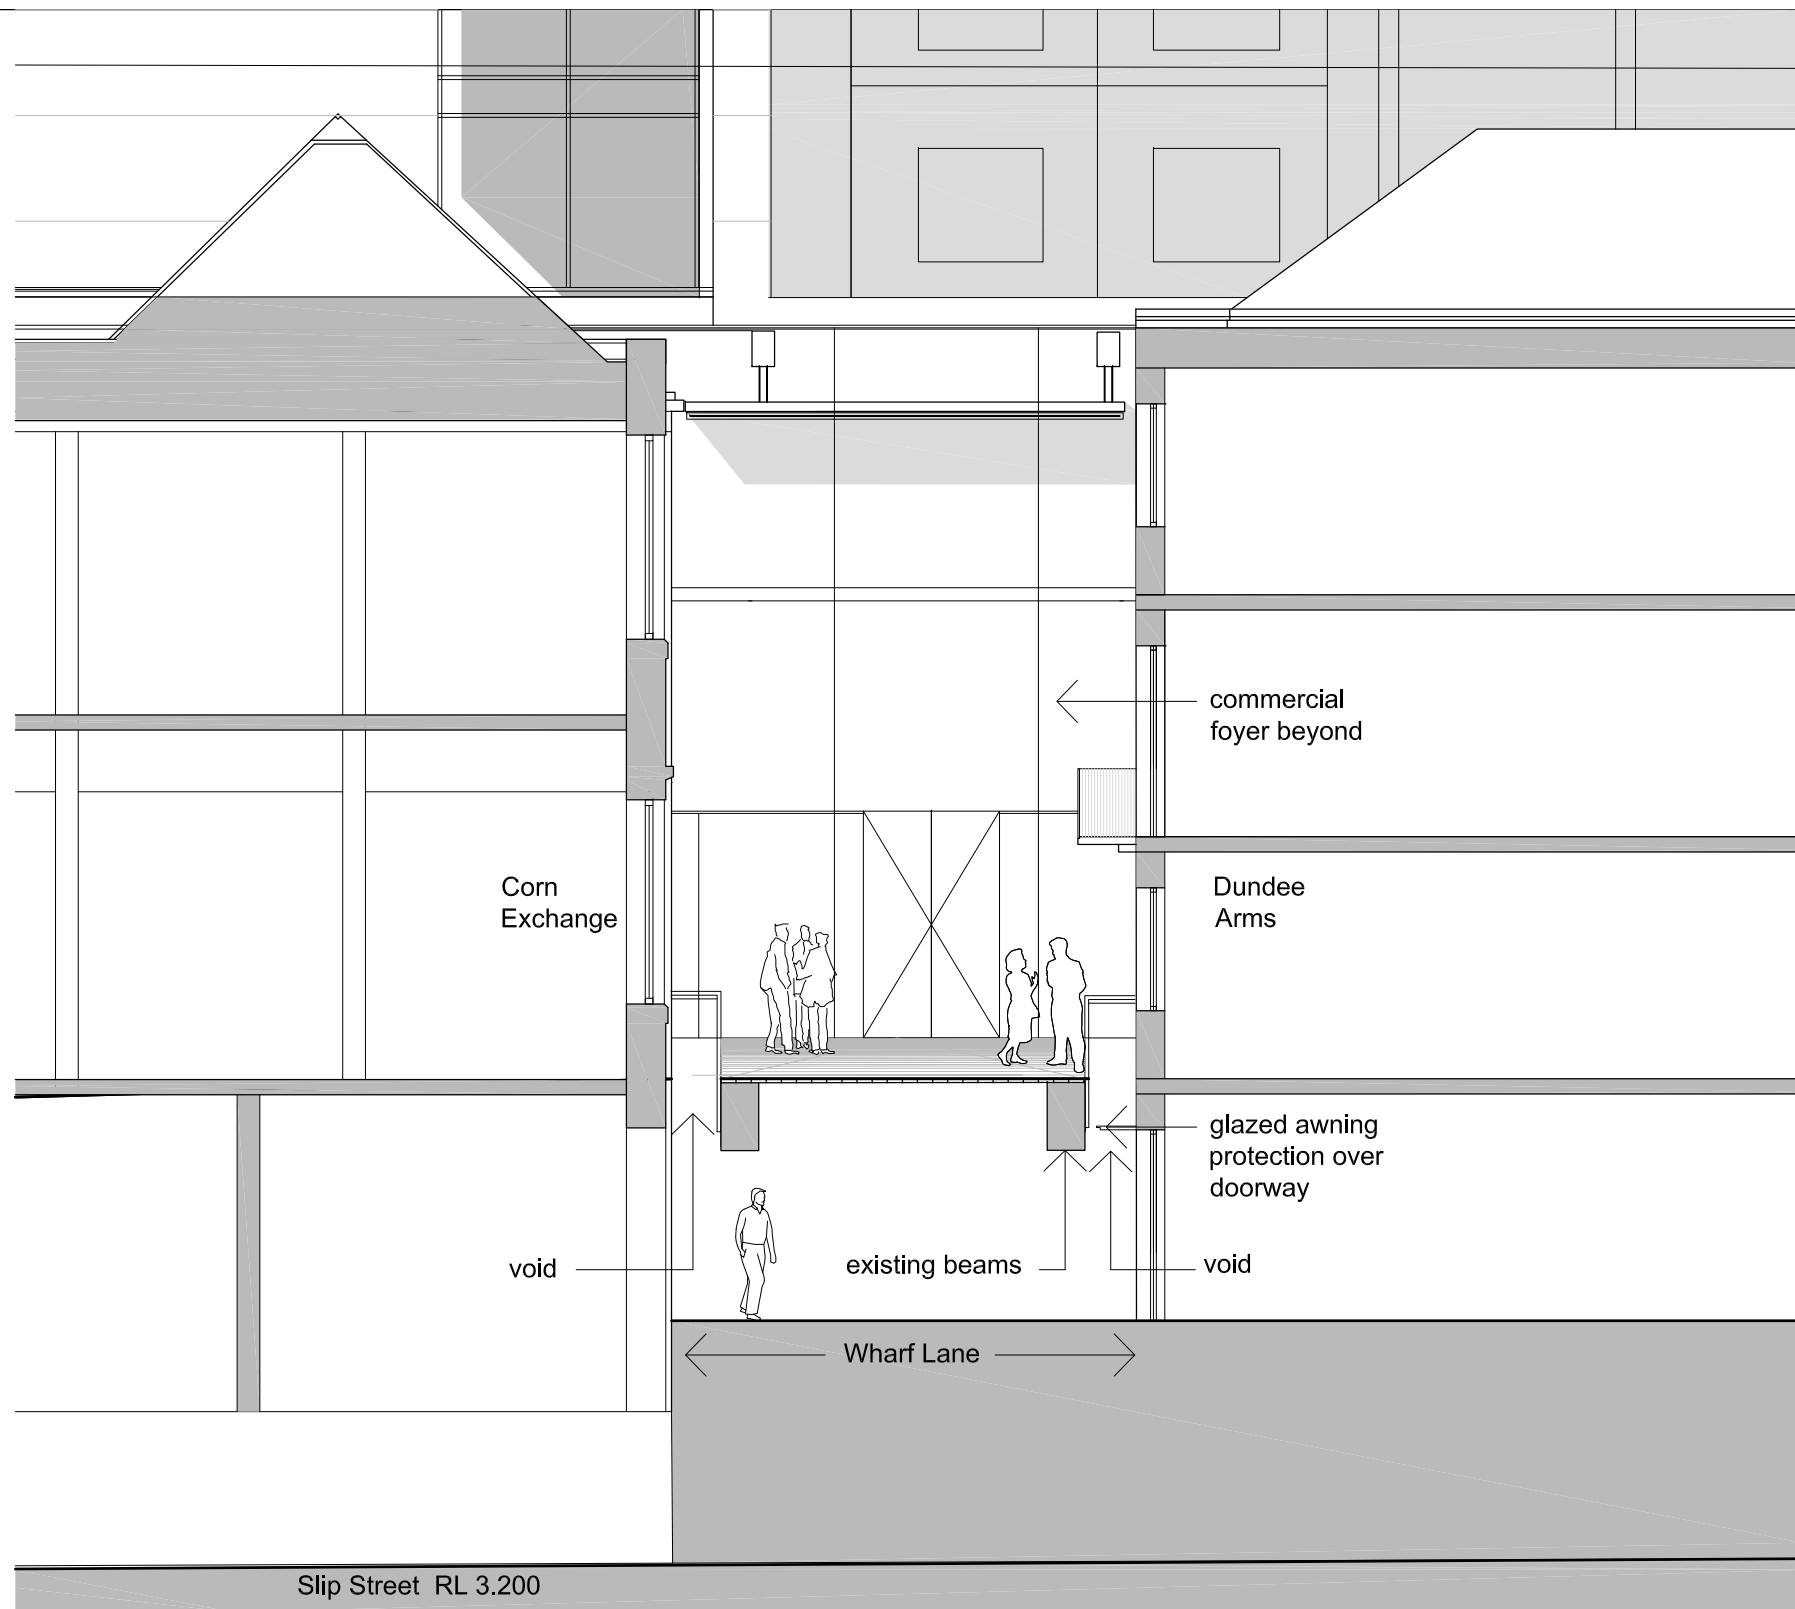 commercial
foyer beyond
Corn
Exchange
Dundee
Arms
glazed awning
protection over
doorway
void
existing beams
void
Wharf Lane
Slip Street RL 3.200